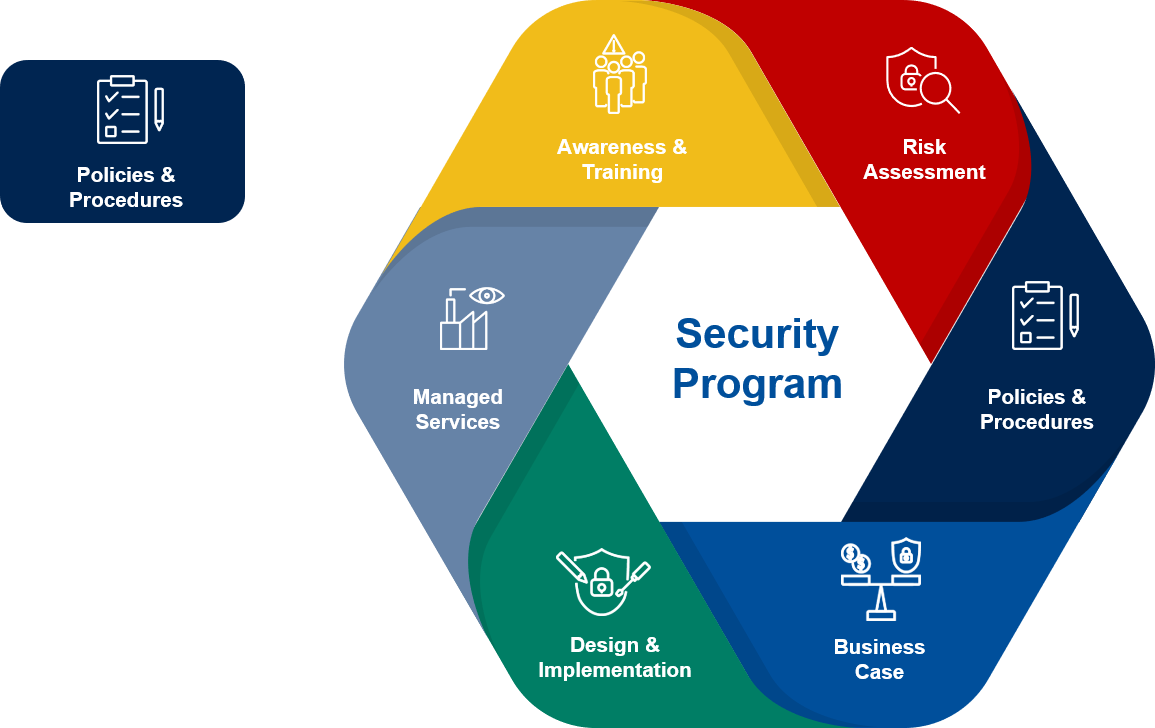 Policies &
Procedures
Awareness &
Training
Risk
Assessment
Security
Program
Managed
Services
Policies &
Procedures
Design &
Implementation
Business
Case
$
$